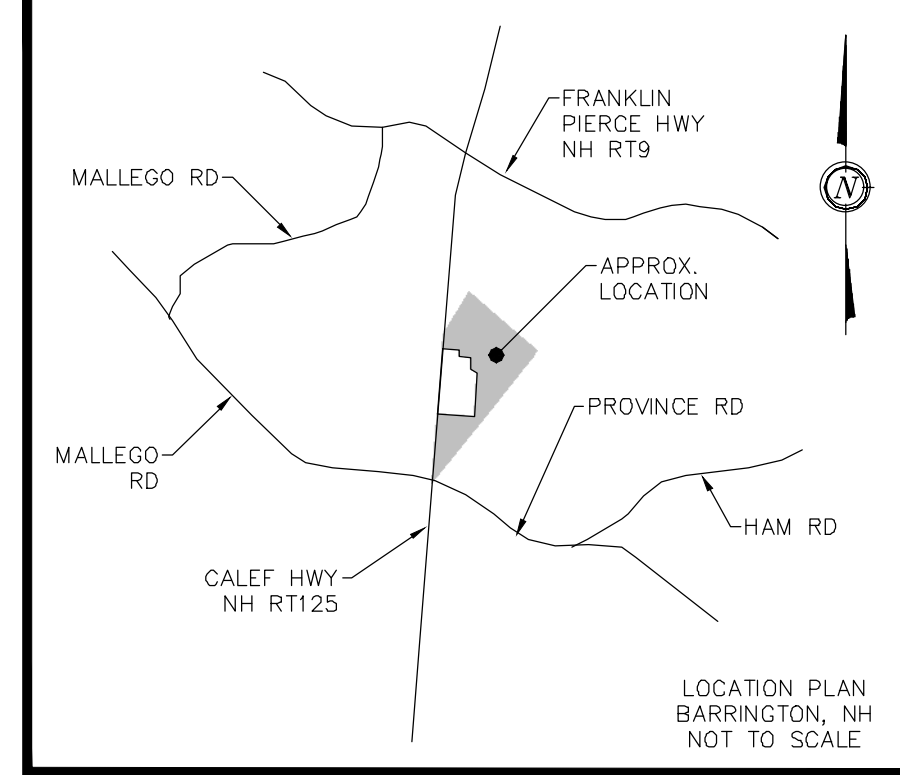 FRANKLIN
PIERCE HWY
NH RT9
MALLEGO RD
N
APPROX.
LOCATION
PROVINCE RD
MALLEGO
RD
HAM RD
CALEF HWY
NH RT125
LOCATION PLAN
BARRINGTON, NH
NOT TO SCALE